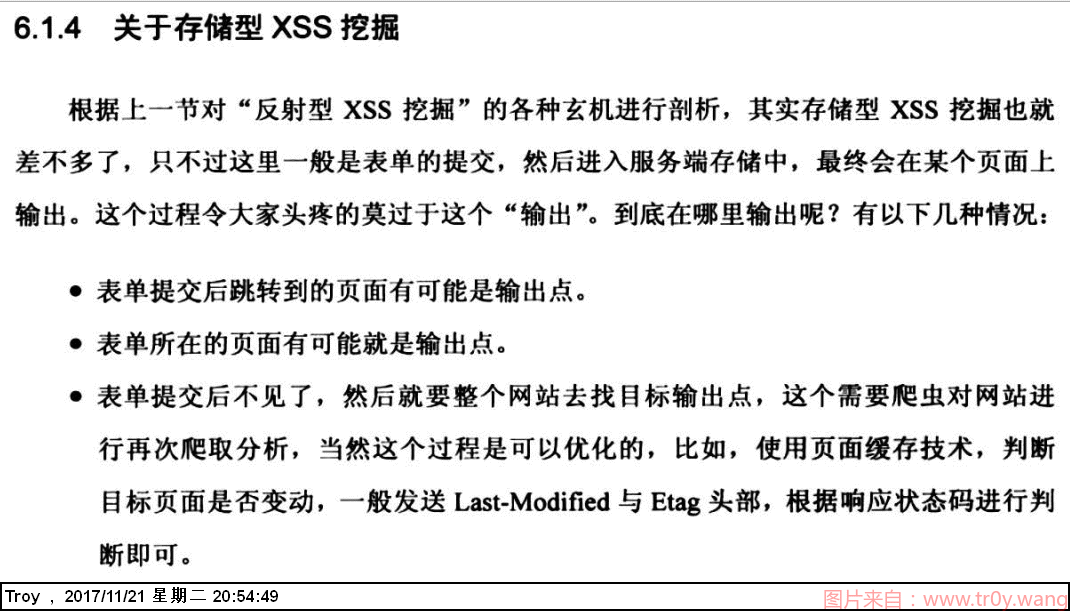 6.1.4 关于存储型 XSS 挖掘
根据上一节对“反射型 XSS 挖掘”的各种玄机进行剖析，其实存储型 XSS 挖掘也就
差不多了，只不过这里一般是表单的提交，然后进入服务端存储中，最终会在某个页面上
输出。这个过程令大家头疼的莫过于这个“输出”。到底在哪里输出呢？有以下几种情况：
● 表单提交后跳转到的页面有可能是输出点。
● 表单所在的页面有可能就是输出点。
● 表单提交后不见了，然后就要整个网站去找目标输出点，这个需要爬虫对网站进
行再次爬取分析，当然这个过程是可以优化的，比如，使用页面缓存技术，判断
目标页面是否变动，一般发送 Last-Modified 与 Etag 头部，根据响应状态码进行判
断即可。
Troy , 2017/11/21 星期二 20:54:49
图片来自：www.tr0y.wang